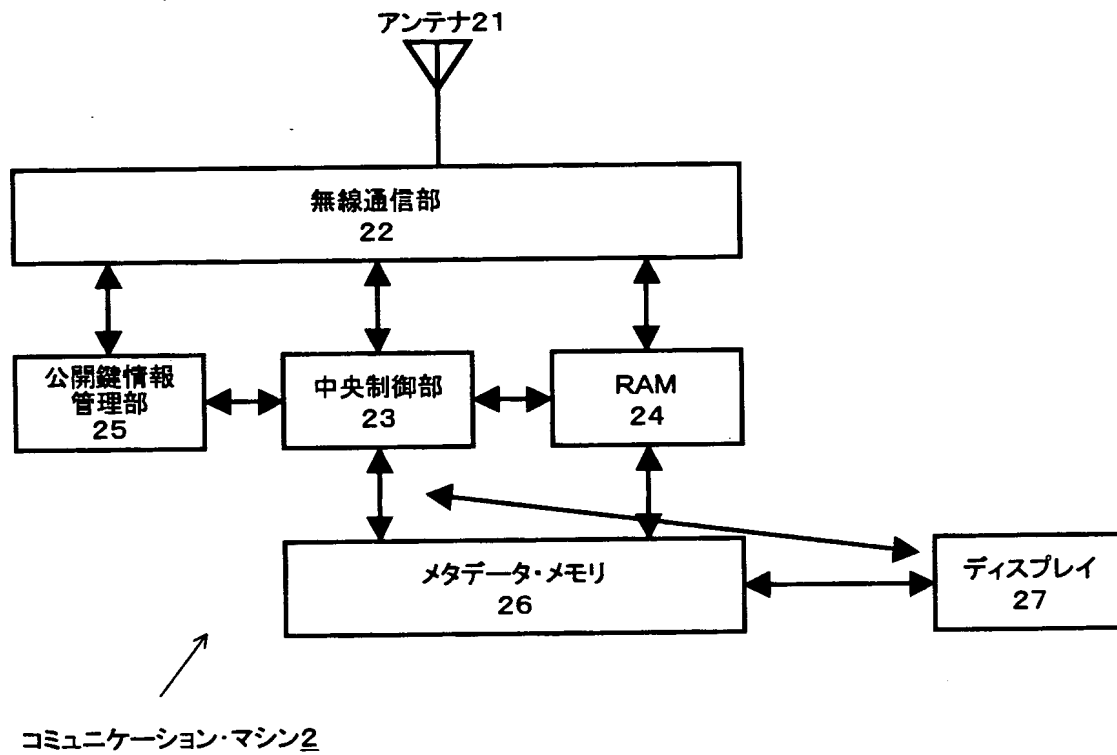 アンテナ21
無線通信部
22
公開鍵情報
管理部
25
中央制御部
23
RAM
24
メタデータ・メモリ
26
ディスプレイ
27
コミュニケーション・マシン2